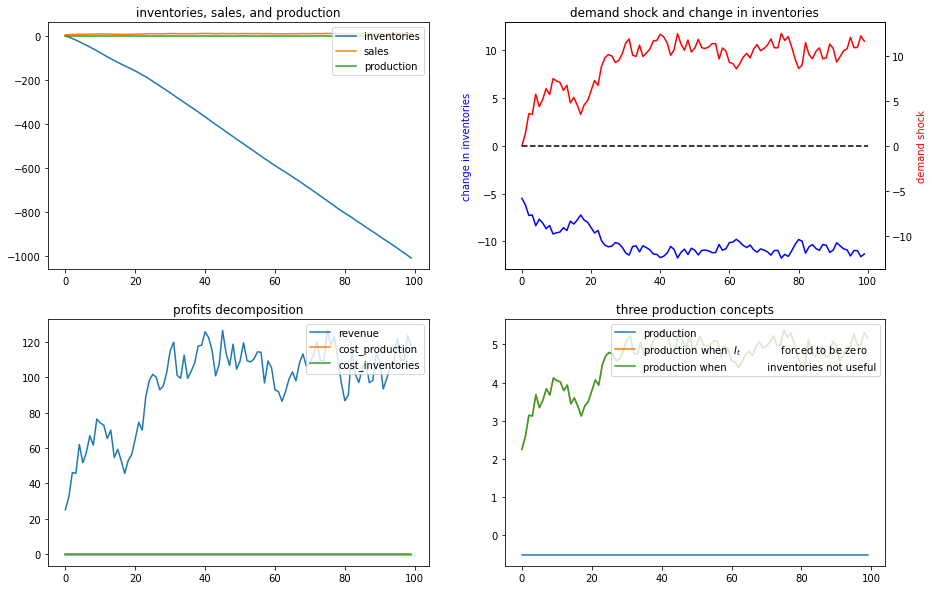 inventories, sales, and production
inventories
sales
production
0
−200
−400
−600
−800
−1000
0 20 40 60 80 100
demand shock and change in inventories
change in inventories
10
5
0
−5
−10
10
5
0
−5
−10
demand shock
0 20 40 60 80 100
profits decomposition
revenue
cost_production
cost_inventories
120
100
80
60
40
20
0
0 20 40 60 80 100
three production concepts
production
production when I_t forced to be zero
production when inventories not useful
5
4
3
2
1
0
0 20 40 60 80 100